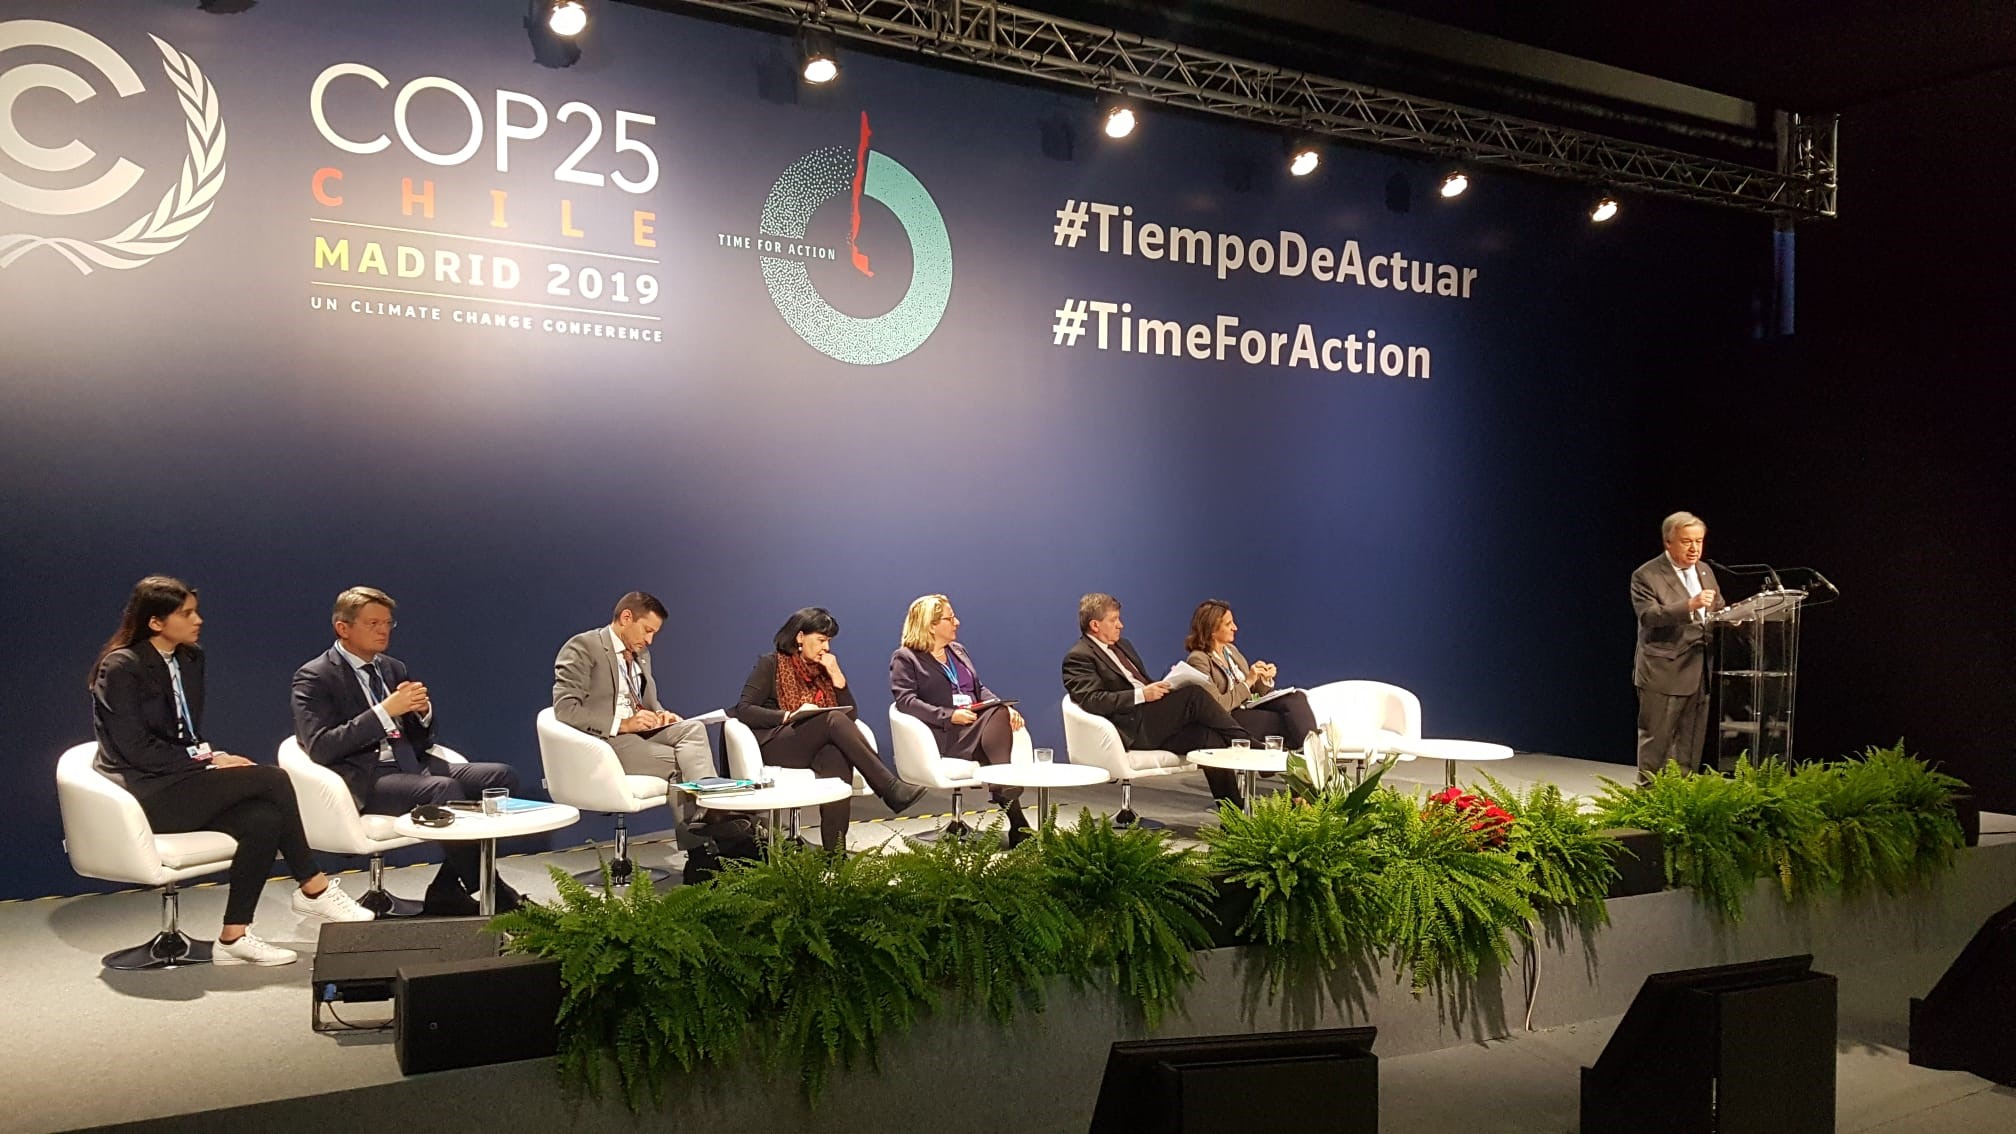 COP25
CHILE
MADRID 2019
UN CLIMATE CHANGE CONFERENCE
TIME FOR ACTION
#TiempoDeActuar
#TimeForAction